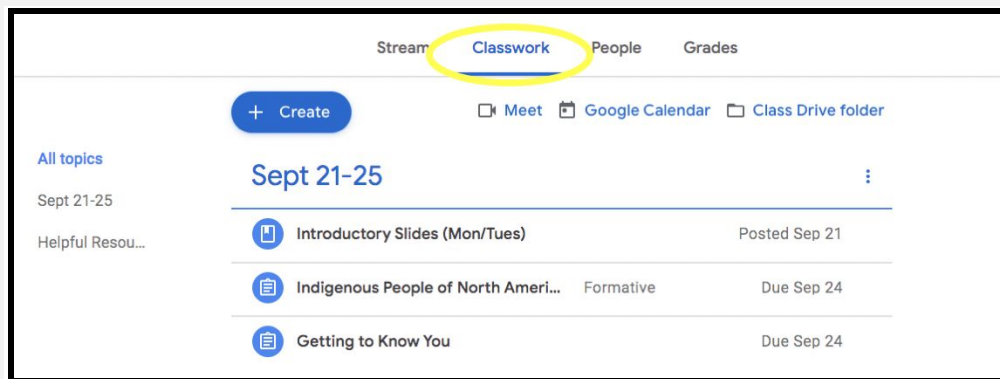 Stream Classwork People Grades
+ Create Meet Google Calendar Class Drive folder
All topics
Sept 21-25
Helpful Resou...
Sept 21-25
Introductory Slides (Mon/Tues) Posted Sep 21
Indigenous People of North Ameri... Formative Due Sep 24
Getting to Know You Due Sep 24